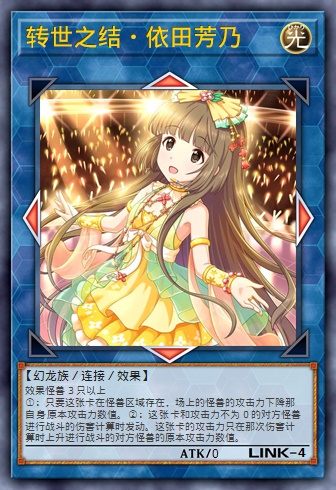 转世之结・依田芳乃
光
【幻龙族／连接／效果】
效果怪兽３只以上
①：只要这张卡在怪兽区域存在，场上的怪兽的攻击力下降那
自身原本攻击力数值。②：这张卡和攻击力不为０的对方怪兽
进行战斗的伤害计算时发动。这张卡的攻击力只在那次伤害计
算时上升进行战斗的对方怪兽的原本攻击力数值。
ATK/0 LINK-4